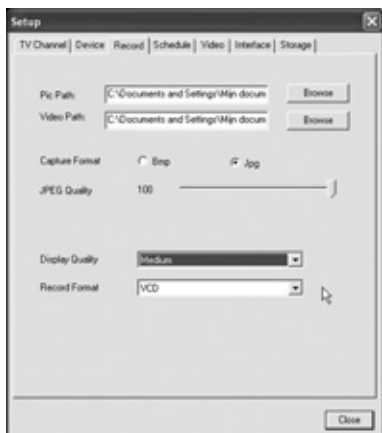 Setup
TV Channel Device Record Schedule Video Interface Storage
Pic Path: C:\Documents and Settings\Mijn docum Browse
Video Path: C:\Documents and Settings\Mijn docum Browse
Capture Format Bmp Jpg
JPEG Quality 100
Display Quality Medium
Record Format VCD
Close